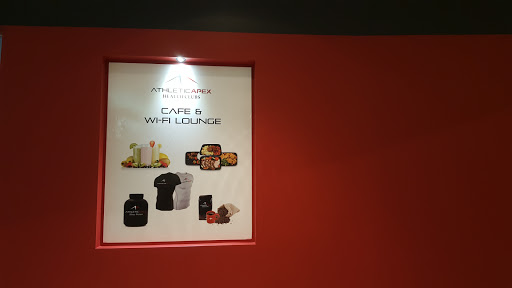 ATHLETICAPEX
HEALTH CLUBS
CAFE &
WI-FI LOUNGE